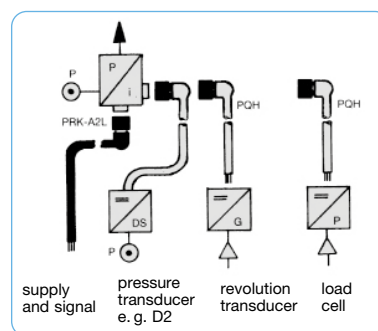 P
P
i
PRK-A2L
PQH
PQH
DS
G
P
P
supply
and signal
pressure
transducer
e. g. D2
revolution
transducer
load
cell